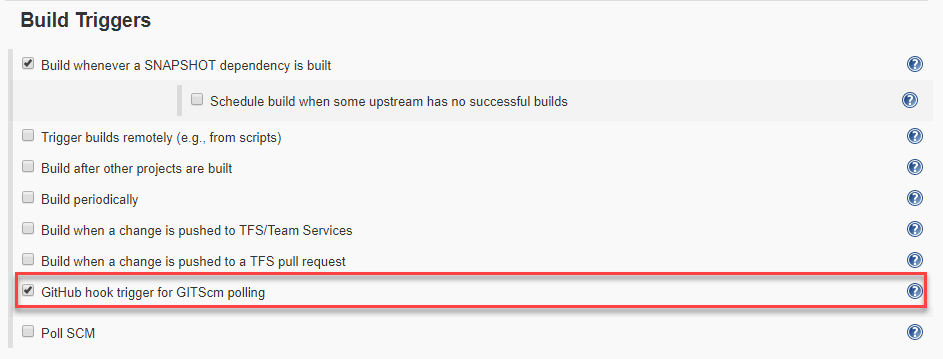 Build Triggers
Build whenever a SNAPSHOT dependency is built
Schedule build when some upstream has no successful builds
Trigger builds remotely (e.g., from scripts)
Build after other projects are built
Build periodically
Build when a change is pushed to TFS/Team Services
Build when a change is pushed to a TFS pull request
GitHub hook trigger for GITScm polling
Poll SCM